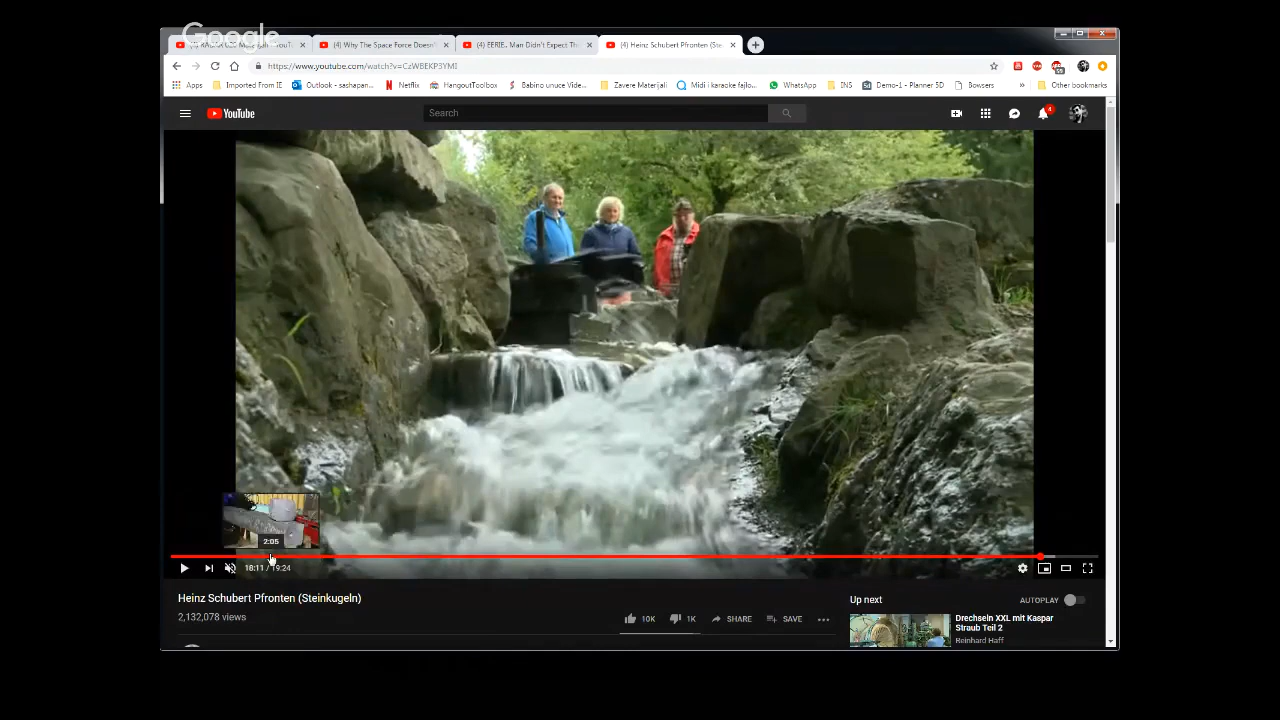 Google
(4) Why The Space Force Doesn'
(4) EERIE.. Man Didn't Expect Th
(4) Heinz Schubert Pfronten (Ste
https://www.youtube.com/watch?v=CzWBEKP3YMI
Apps
Imported From IE
Outlook - sashapan...
Netflix
HangoutToolbox
Babino unuce Vide...
Zavere Materijali
Midi i karaoke fajlo...
WhatsApp
INS
Demo-1 - Planner 5D
Bowsers
»
Other bookmarks
YouTube
Search
4
2:05
18:11 / 19:24
Heinz Schubert Pfronten (Steinkugeln)
2,132,078 views
10K
1K
SHARE
SAVE
Up next
AUTOPLAY
Drechseln XXL mit Kaspar
Straub Teil 2
Reinhard Haff